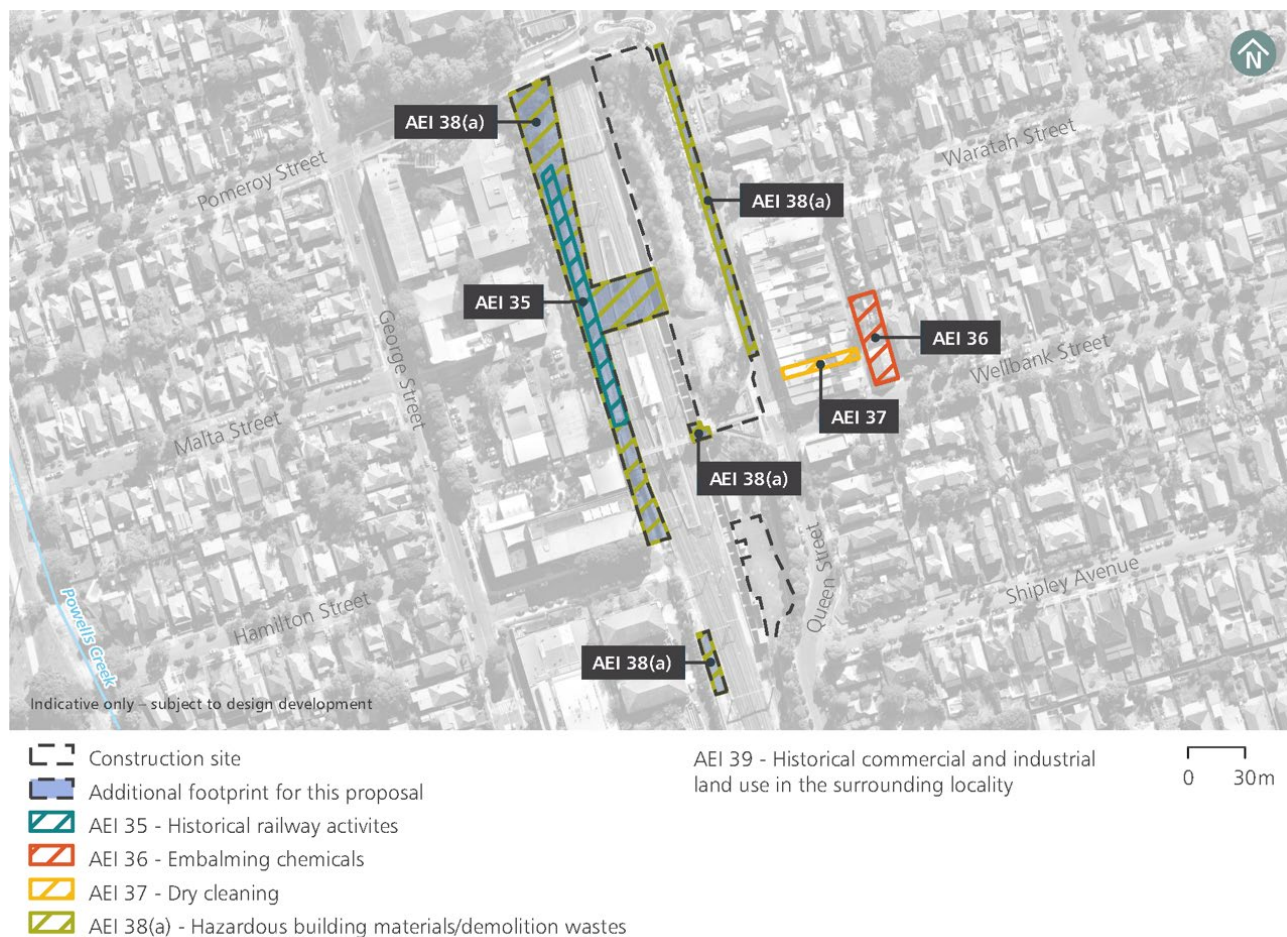 N
AEI 38(a)
Waratah Street
Pomeroy Street
AEI 38(a)
AEI 35
AEI 36
George Street
Wellbank Street
AEI 37
Malta Street
AEI 38(a)
Queen Street
Shipley Avenue
Powells Creek
Hamilton Street
AEI 38(a)
Indicative only – subject to design development
Construction site
Additional footprint for this proposal
AEI 35 - Historical railway activites
AEI 36 - Embalming chemicals
AEI 37 - Dry cleaning
AEI 38(a) - Hazardous building materials/demolition wastes
AEI 39 - Historical commercial and industrial
land use in the surrounding locality
0 30m